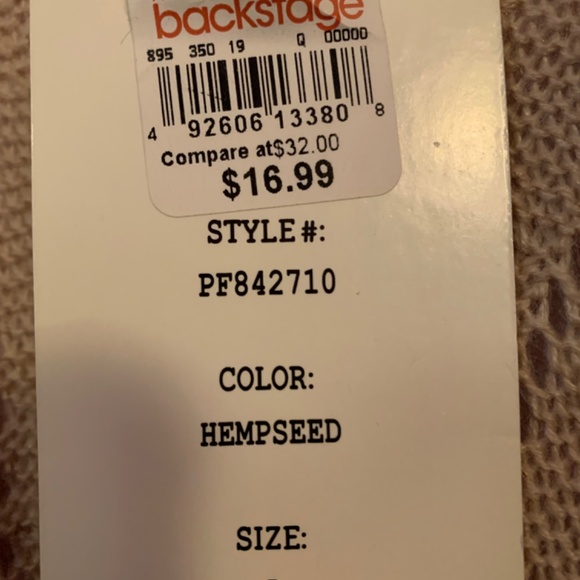 backstage
895 350 19 Q 00000
4 92606 13380 8
Compare at $32.00
$16.99
STYLE #:
PF842710
COLOR:
HEMPSEED
SIZE: